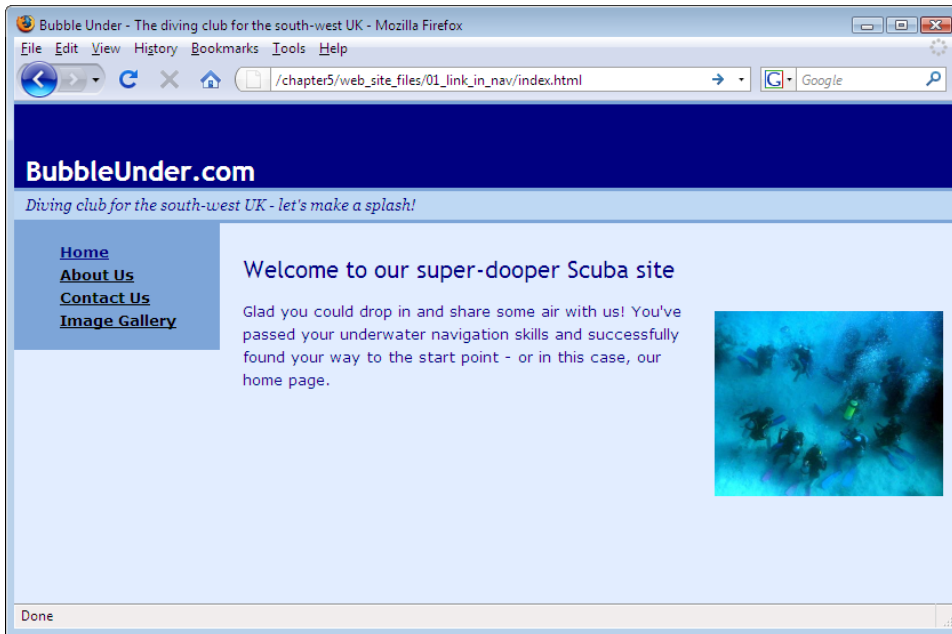 Bubble Under - The diving club for the south-west UK - Mozilla Firefox
File Edit View History Bookmarks Tools Help
/chapter5/web_site_files/01_link_in_nav/index.html
G Google
BubbleUnder.com
Diving club for the south-west UK - let's make a splash!
Home
About Us
Contact Us
Image Gallery
Welcome to our super-dooper Scuba site
Glad you could drop in and share some air with us! You've
passed your underwater navigation skills and successfully
found your way to the start point - or in this case, our
home page.
Done